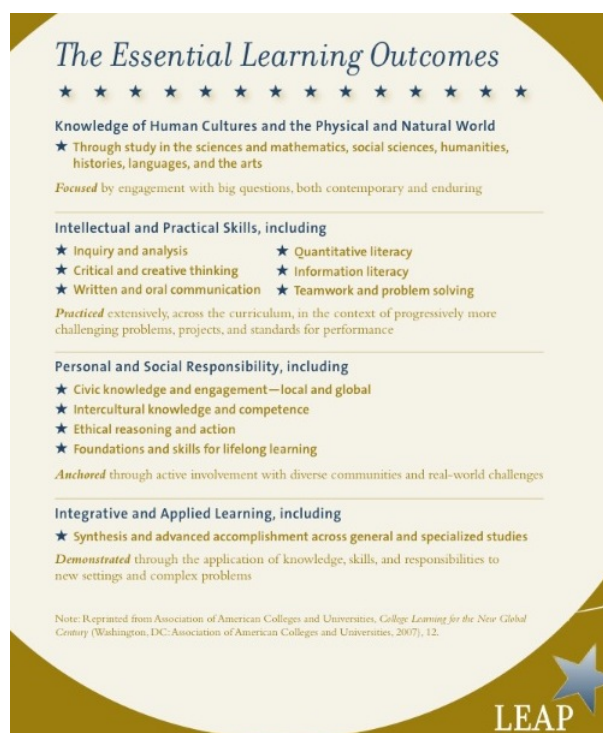 The Essential Learning Outcomes
Knowledge of Human Cultures and the Physical and Natural World
Through study in the sciences and mathematics, social sciences, humanities,
histories, languages, and the arts
Focused by engagement with big questions, both contemporary and enduring
Intellectual and Practical Skills, including
Inquiry and analysis
Critical and creative thinking
Written and oral communication
Quantitative literacy
Information literacy
Teamwork and problem solving
Practiced extensively, across the curriculum, in the context of progressively more
challenging problems, projects, and standards for performance
Personal and Social Responsibility, including
Civic knowledge and engagement—local and global
Intercultural knowledge and competence
Ethical reasoning and action
Foundations and skills for lifelong learning
Anchored through active involvement with diverse communities and real-world challenges
Integrative and Applied Learning, including
Synthesis and advanced accomplishment across general and specialized studies
Demonstrated through the application of knowledge, skills, and responsibilities to
new settings and complex problems
Note: Reprinted from Association of American Colleges and Universities, College Learning for the New Global
Century (Washington, DC: Association of American Colleges and Universities, 2007), 12.
LEAP